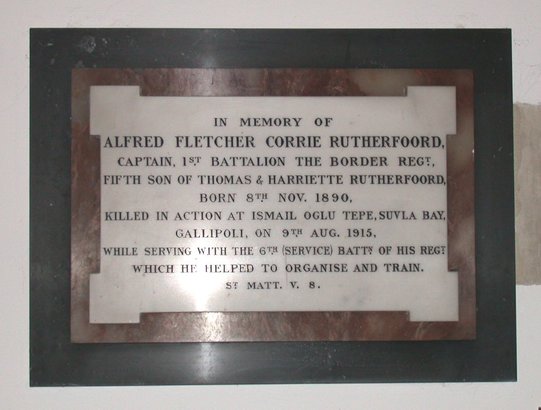 IN MEMORY OF
ALFRED FLETCHER CORRIE RUTHERFOORD,
CAPTAIN, 1ST BATTALION THE BORDER REGT,
FIFTH SON OF THOMAS & HARRIETTE RUTHERFOORD,
BORN 8TH NOV. 1890,
KILLED IN ACTION AT ISMAIL OGLU TEPE, SUVLA BAY,
GALLIPOLI, ON 9TH AUG. 1915,
WHILE SERVING WITH THE 6TH (SERVICE) BATTN OF HIS REGT
WHICH HE HELPED TO ORGANISE AND TRAIN.
ST MATT. V. 8.